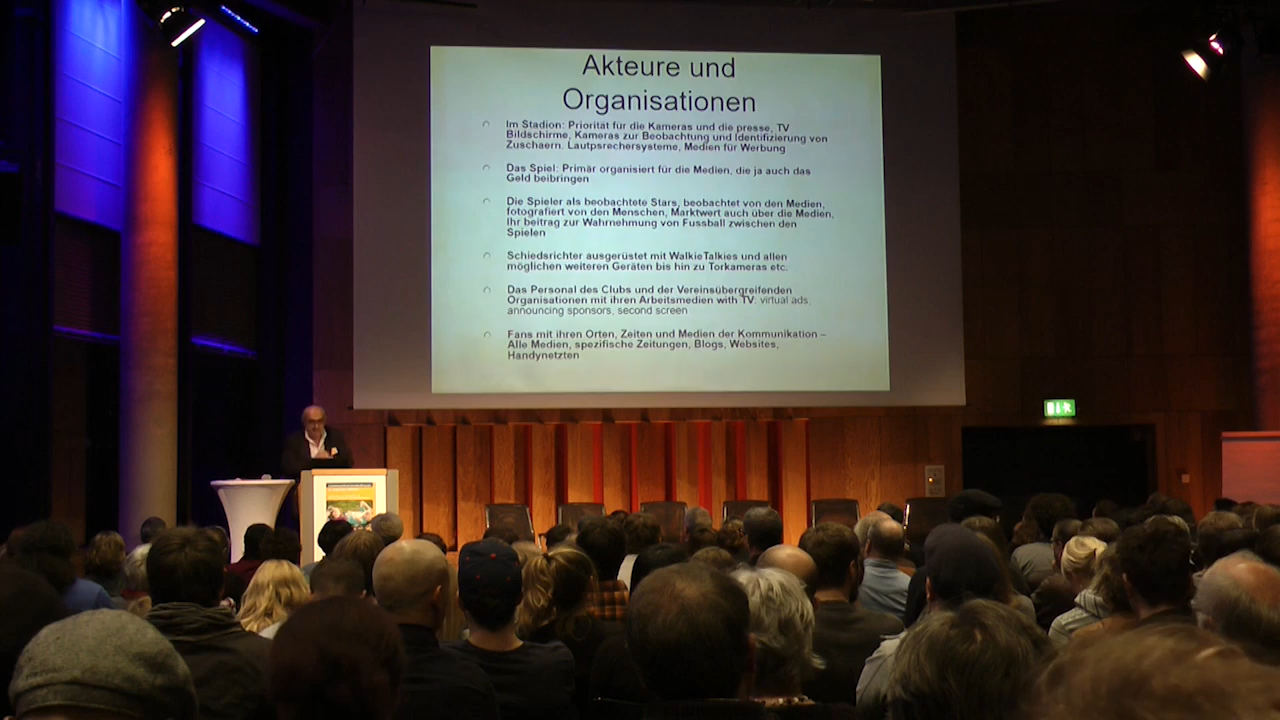 Akteure und
Organisationen
Im Stadion: Priorität für die Kameras und die presse, TV
Bildschirme, Kameras zur Beobachtung und Identifizierung von
Zuschaern. Lautpsrechersysteme, Medien für Werbung
Das Spiel: Primär organisiert für die Medien, die ja auch das
Geld beibringen
Die Spieler als beobachtete Stars, beobachtet von den Medien,
fotografiert von den Menschen, Marktwert auch über die Medien,
Ihr beitrag zur Wahrnehmung von Fussball zwischen den
Spielen
Schiedsrichter ausgerüstet mit WalkieTalkies und allen
möglichen weiteren Geräten bis hin zu Torkameras etc.
Das Personal des Clubs und der Vereinsübergreifenden
Organisationen mit ihren Arbeitsmedien with TV: virtual ads,
announcing sponsors, second screen
Fans mit ihren Orten, Zeiten und Medien der Kommunikation –
Alle Medien, spezifische Zeitungen, Blogs, Websites,
Handynetzten